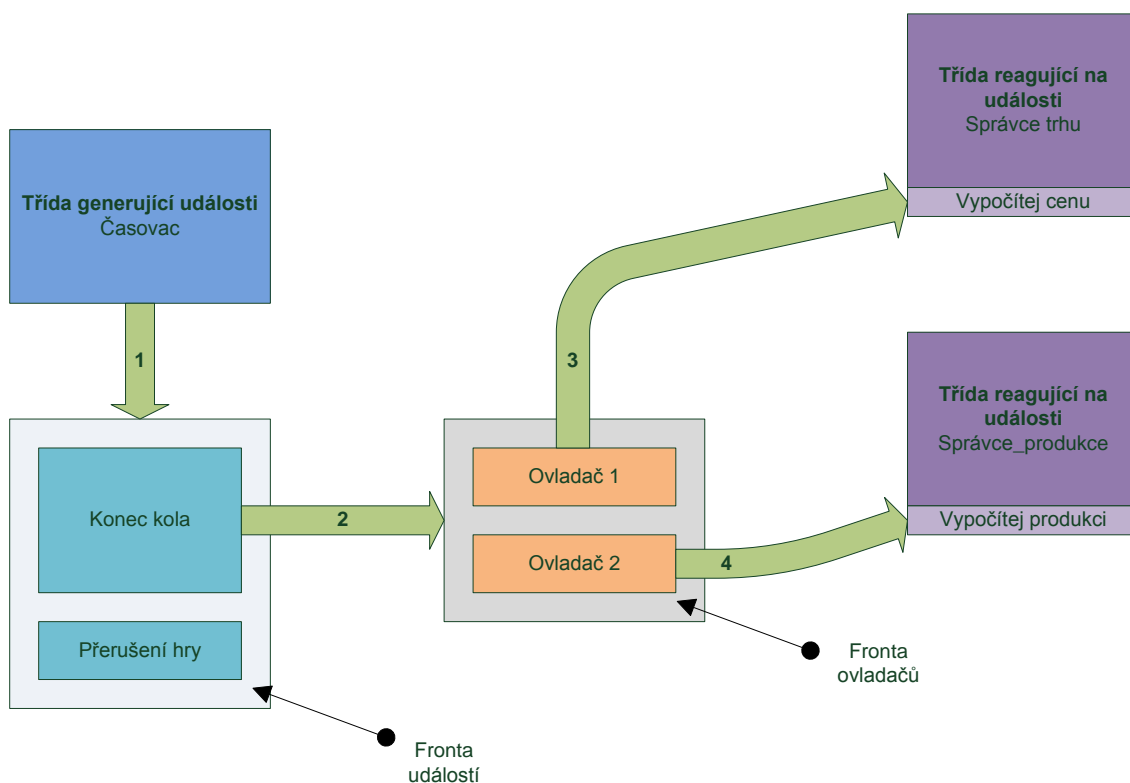 Třída reagující na
události
Správce trhu
Vypočítej cenu
Třída generující události
Časovac
1
3
Třída reagující na
události
Správce_produkce
Vypočítej produkci
Konec kola
2
Ovladač 1
Ovladač 2
4
Přerušení hry
Fronta
ovladačů
Fronta
událostí